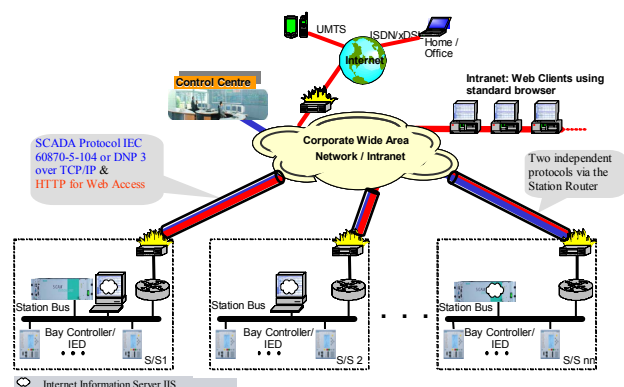 UMTS
ISDN/xDSL
Home /
Office
Internet
Control Centre
Intranet: Web Clients using
standard browser
SCADA Protocol IEC
60870-5-104 or DNP 3
over TCP/IP &
HTTP for Web Access
Corporate Wide Area
Network / Intranet
Two independent
protocols via the
Station Router
Station Bus
Bay Controller/
IED
S/S1
Station Bus
Bay Controller/
IED
S/S 2
Station Bus
Bay Controller/
IED
S/S nn
Internet Information Server IIS